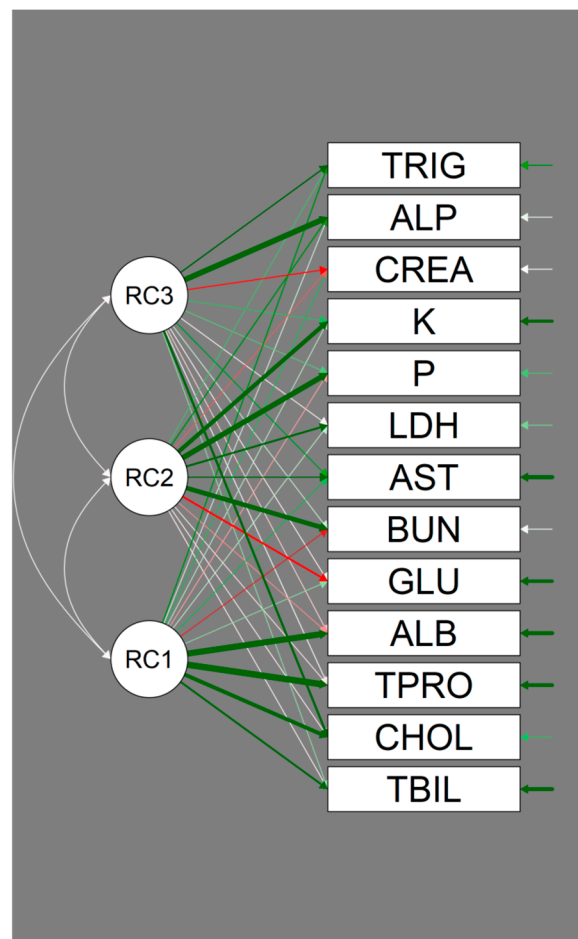 TRIG
ALP
CREA
RC3
K
P
LDH
RC2
AST
BUN
GLU
ALB
RC1
TPRO
CHOL
TBIL